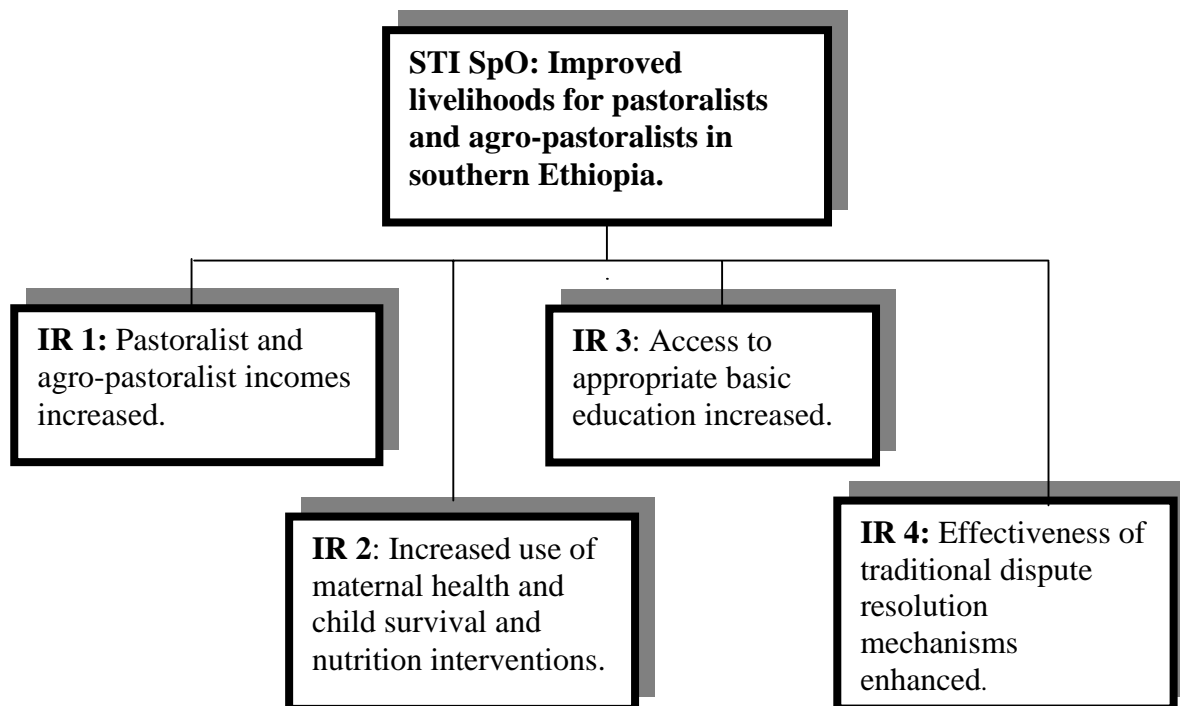 STI SpO: Improved
livelihoods for pastoralists
and agro-pastoralists in
southern Ethiopia.
IR 1: Pastoralist and
agro-pastoralist incomes
increased.
IR 2: Increased use of
maternal health and
child survival and
nutrition interventions.
IR 3: Access to
appropriate basic
education increased.
IR 4: Effectiveness of
traditional dispute
resolution
mechanisms
enhanced.